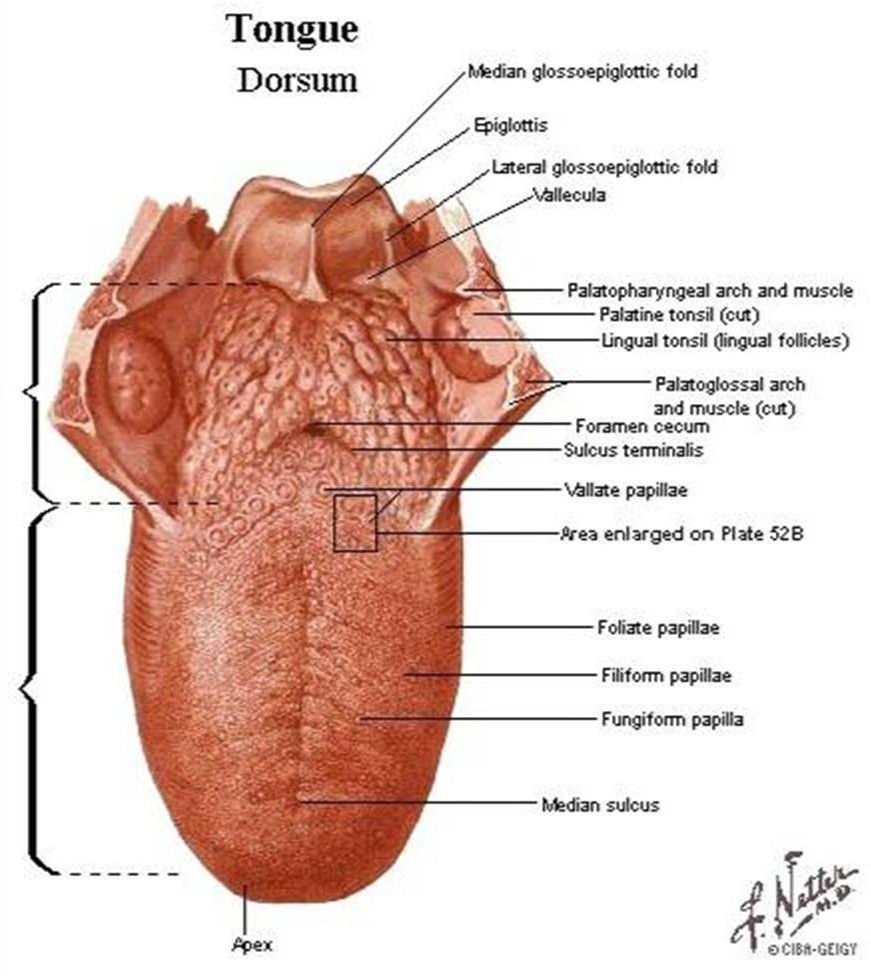 Tongue
Dorsum
Median glossoepiglottic fold
Epiglottis
Lateral glossoepiglottic fold
Vallecula
Palatopharyngeal arch and muscle
Palatine tonsil (cut)
Lingual tonsil (lingual follicles)
Palatoglossal arch
and muscle (cut)
Foramen cecum
Sulcus terminalis
Vallate papillae
Area enlarged on Plate 52B
Foliate papillae
Filiform papillae
Fungiform papilla
Median sulcus
Apex
F. Netter
M.D.
© CIBA-GEIGY